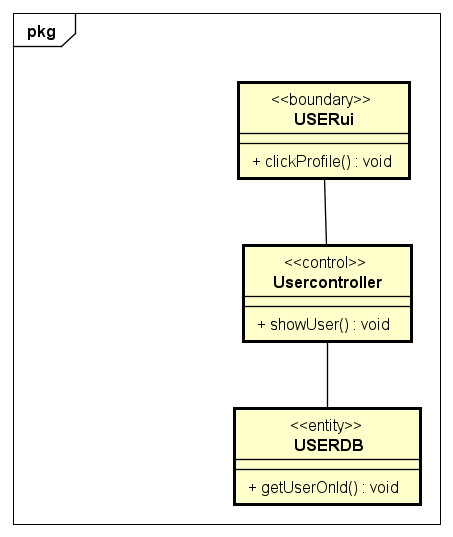 pkg
<<boundary>>
USERui
+ clickProfile() : void
<<control>>
Usercontroller
+ showUser() : void
<<entity>>
USERDB
+ getUserOnId() : void